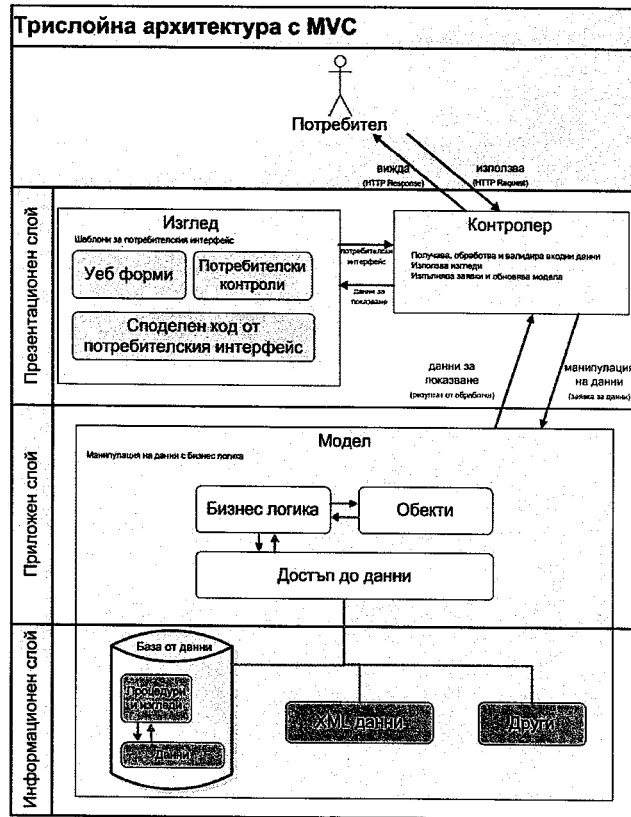 Трислойна архитектура с MVC
Потребител
вижда
(HTTP Response)
използва
(HTTP Request)
Презентационен слой
Изглед
Шаблони за потребителския интерфейс
Уеб форми
Потребителски
контроли
Споделен код от
потребителския интерфейс
потребителски
интерфейс
данни за
показване
Контролер
Получава, обработва и валидира входни данни
Използва изгледи
Изпълнява заявки и обновява модела
данни за
показване
(резултат от обработки)
манипулация
на данни
(заявка за данни)
Приложен слой
Модел
Манипулация на данни с бизнес логика
Бизнес логика
Обекти
Достъп до данни
Информационен слой
База от данни
Процедури
и изгледи
Данни
XML данни
Други